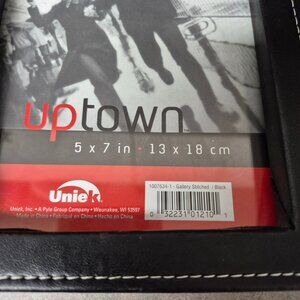 uptown
5 x 7 in · 13 x 18 cm
Uniek
Uniek, Inc. • A Pyle Group Company • Waunakee, WI 53597
Made in China • Fabriqué en Chine • Hecho en China
1007634-1 - Gallery Stitched / Black
0 32231 01210 1